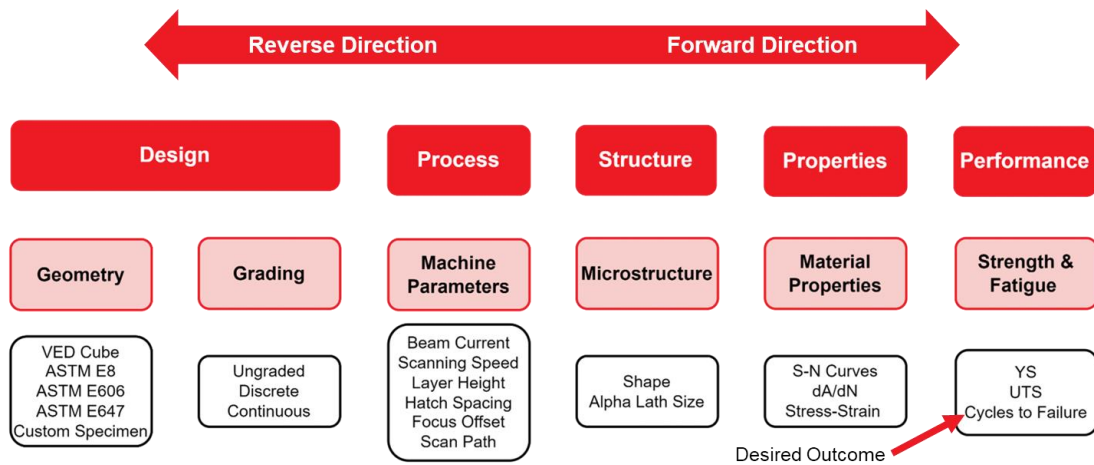 Reverse Direction
Forward Direction
Design
Process
Structure
Properties
Performance
Geometry
Grading
Machine
Parameters
Microstructure
Material
Properties
Strength &
Fatigue
VED Cube
ASTM E8
ASTM E606
ASTM E647
Custom Specimen
Ungraded
Discrete
Continuous
Beam Current
Scanning Speed
Layer Height
Hatch Spacing
Focus Offset
Scan Path
Shape
Alpha Lath Size
S-N Curves
dA/dN
Stress-Strain
YS
UTS
Cycles to Failure
Desired Outcome